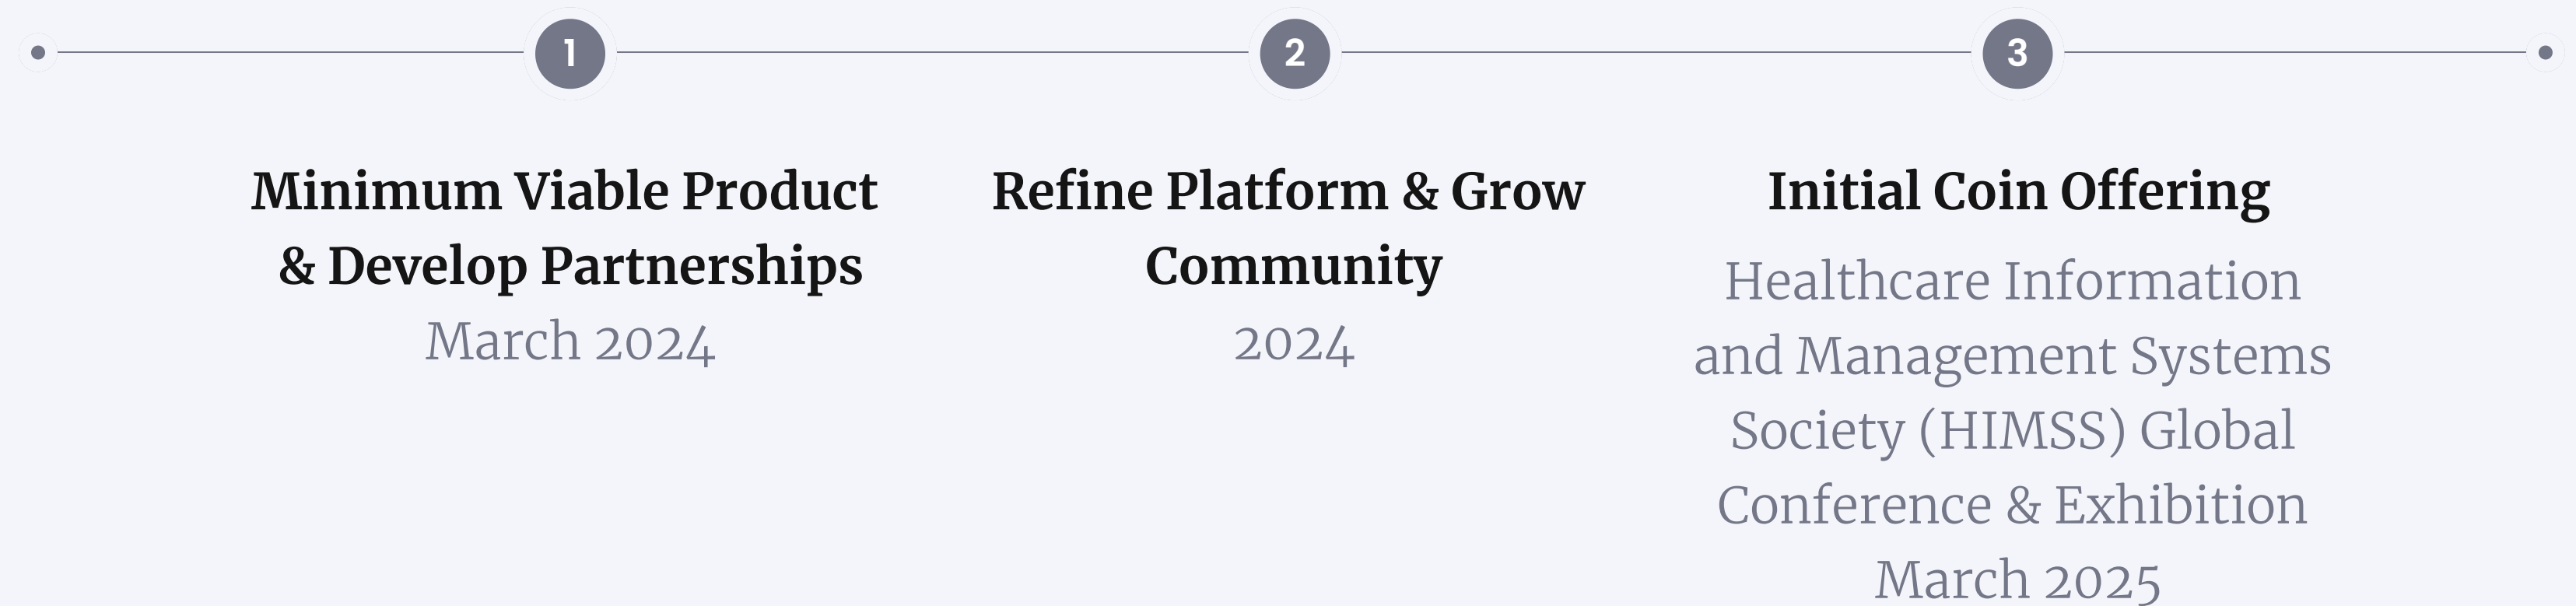 1
2
3
Minimum Viable Product
& Develop Partnerships
March 2024
Refine Platform & Grow
Community
2024
Initial Coin Offering
Healthcare Information
and Management Systems
Society (HIMSS) Global
Conference & Exhibition
March 2025